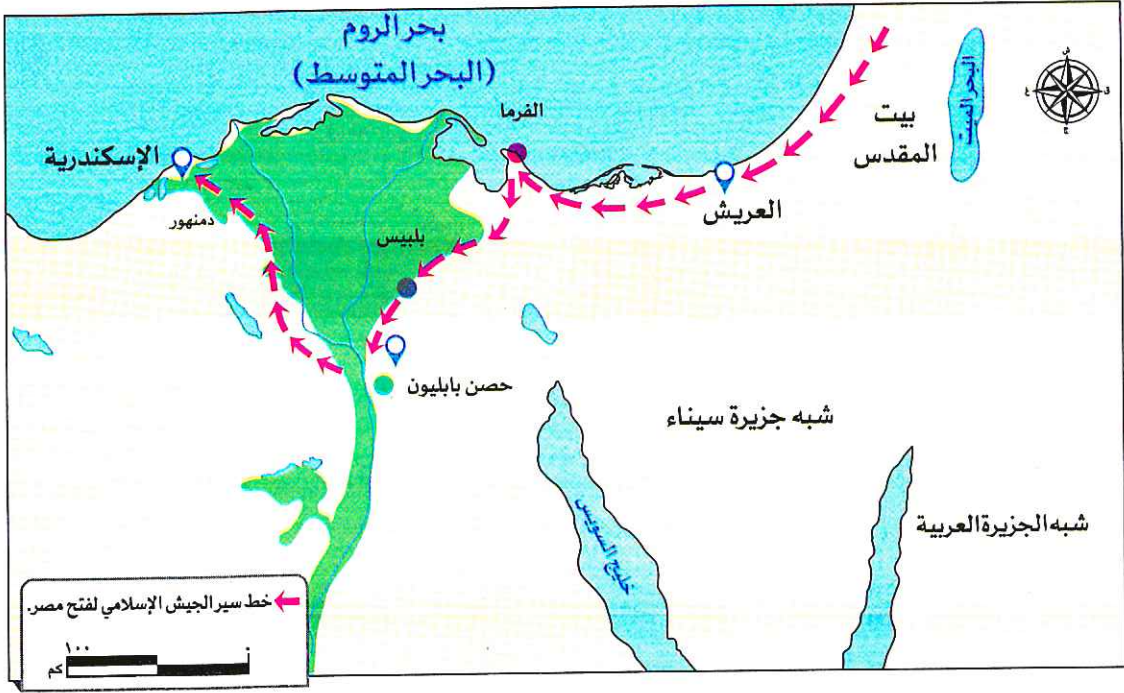 بحر الروم
(البحر المتوسط)
البحر الميت
ش
ق
غ
ج
بيت
المقدس
الفرما
الإسكندرية
العريش
دمنهور
بلبيس
حصن بابليون
شبه جزيرة سيناء
خليج السويس
شبه الجزيرة العربية
خط سير الجيش الإسلامي لفتح مصر.
١٠٠ ٠
كم